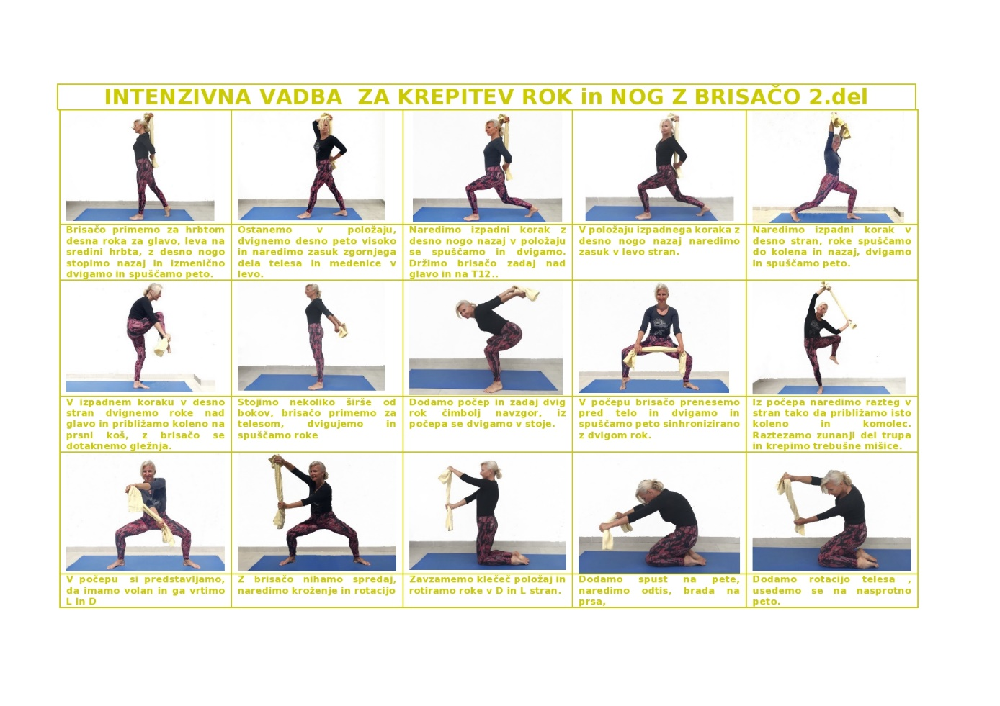 INTENZIVNA VADBA  ZA KREPITEV ROK in NOG Z BRISAČO 2.del
Brisačo primemo za hrbtom
desna roka za glavo, leva na
sredini hrbta, z desno nogo
stopimo nazaj in izmenično
dvigamo in spuščamo peto.
Ostanemo v položaju,
dvignemo desno peto visoko
in naredimo zasuk zgornjega
dela telesa in medenice v
levo.
Naredimo izpadni korak z
desno nogo nazaj v položaju
se spuščamo in dvigamo.
Držimo brisačo zadaj nad
glavo in na T12..
V položaju izpadnega koraka z
desno nogo nazaj naredimo
zasuk v levo stran.
Naredimo izpadni korak v
desno stran, roke spuščamo
do kolena in nazaj, dvigamo
in spuščamo peto.
V izpadnem koraku v desno
stran dvignemo roke nad
glavo in približamo koleno na
prsni koš, z brisačo se
dotaknemo gležnja.
Stojimo nekoliko širše od
bokov, brisačo primemo za
telesom, dvigujemo in
spuščamo roke
Dodamo počep in zadaj dvig
rok čimbolj navzgor, iz
počepa se dvigamo v stoje.
V počepu brisačo prenesemo
pred telo in dvigamo in
spuščamo peto sinhronizirano
z dvigom rok.
Iz počepa naredimo razteg v
stran tako da približamo isto
koleno in komolec.
Raztezamo zunanji del trupa
in krepimo trebušne mišice.
V počepu si predstavljamo,
da imamo volan in ga vrtimo
L in D
Z brisačo nihamo spredaj,
naredimo kroženje in rotacijo
Zavzamemo klečeč položaj in
rotiramo roke v D in L stran.
Dodamo spust na pete,
naredimo odtis, brada na
prsa,
Dodamo rotacijo telesa ,
usedemo se na nasprotno
peto.